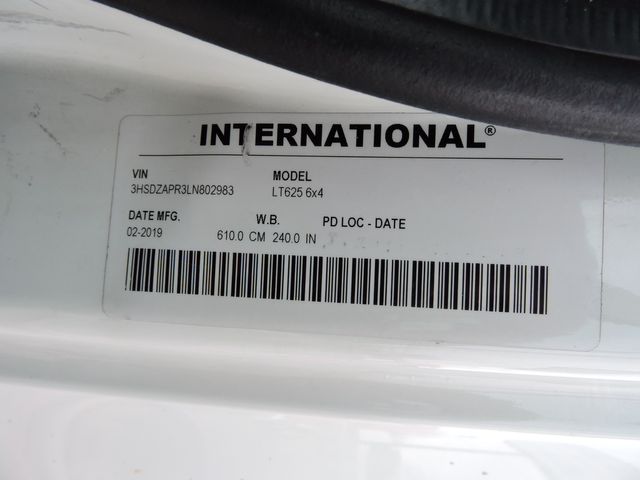 INTERNATIONAL®
VIN MODEL
3HSDZAPR3LN802983 LT625 6x4
DATE MFG. W.B. PD LOC - DATE
02-2019 610.0 CM 240.0 IN